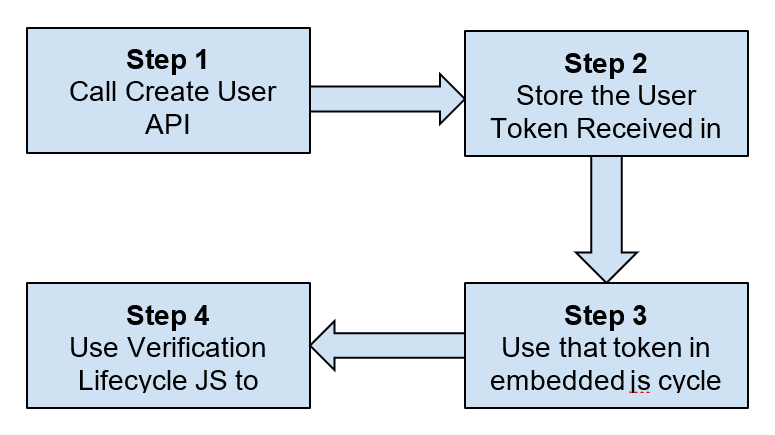 Step 1
Call Create User
API
Step 2
Store the User
Token Received in
Step 3
Use that token in
embedded js cycle
Step 4
Use Verification
Lifecycle JS to